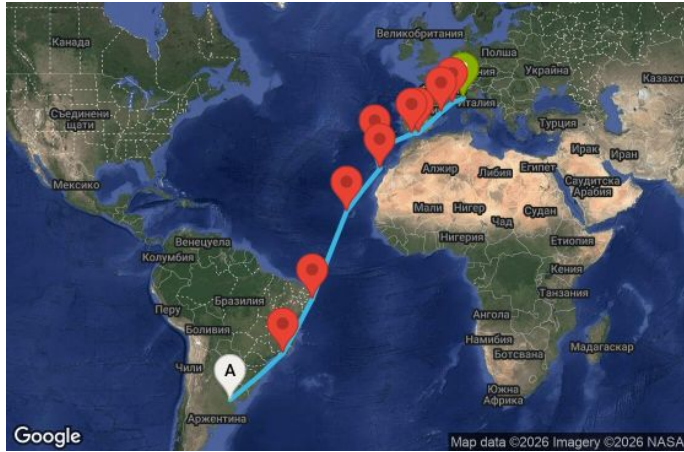 Канада
Великобритания
Полша
Украйна
Казахст
Италия
Съединени
щати
Турция
Ирак
Иран
Алжир
Либия
Египет
Саудитска
Арабия
Мексико
Мали
Нигер
Чад
Судан
Нигерия
Етиопия
Венецуела
Колумбия
Кения
Танзания
Перу
Бразилия
Боливия
Ангола
Намибия
Ботсвана
Мадагаскар
Чили
A
Южна
Африка
Аржентина
Google
Map data ©2026 Imagery ©2026 NASA